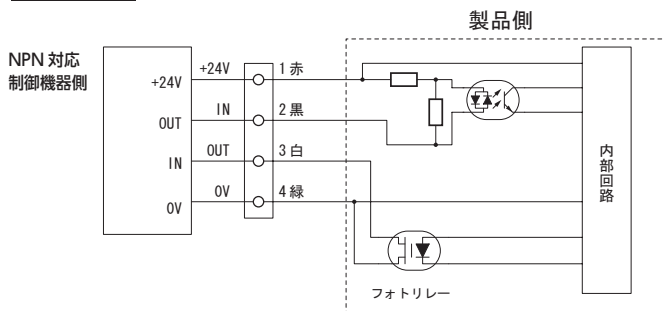 製品側
NPN 対応
制御機器側
+24V
+24V
1 赤
OUT
IN
2 黒
IN
OUT
3 白
0V
0V
4 緑
内部回路
フォトリレー